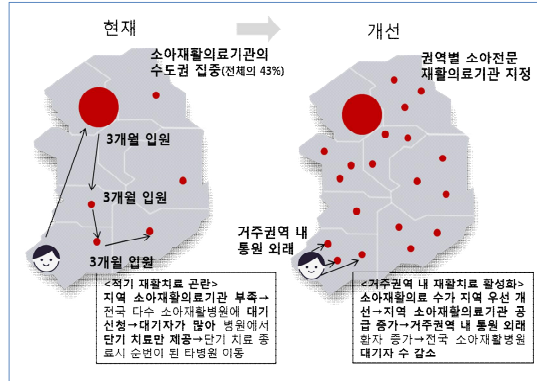 현재
소아재활의료기관의
수도권 집중(전체의 43%)
3개월 입원
3개월 입원
3개월 입원
<적기 재활치료 곤란>
지역 소아재활의료기관 부족→
전국 다수 소아재활병원에 대기
신청→대기자가 많아 병원에서
단기 치료만 제공→단기 치료 종
료시 순번이 된 타병원 이동
개선
권역별 소아전문
재활의료기관 지정
거주권역 내
통원 외래
<거주권역 내 재활치료 활성화>
소아재활 수가 지역 우선 개
선→지역 소아재활의료기관 공
급 증가→거주권역 내 통원 외래
환자 증가→전국 소아재활병원
대기자 수 감소